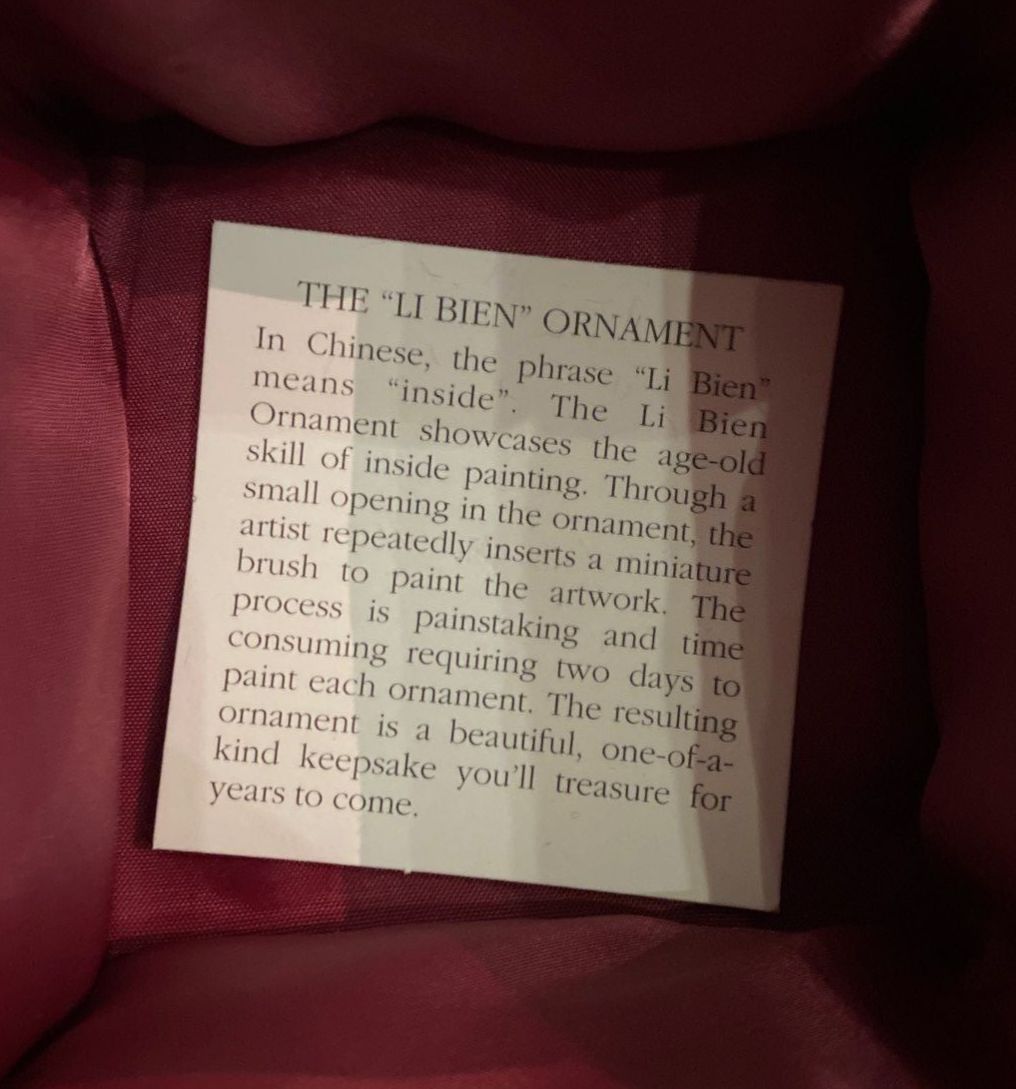 THE “LI BIEN” ORNAMENT
In Chinese, the phrase “Li Bien”
means “inside”. The Li Bien
Ornament showcases the age-old
skill of inside painting. Through a
small opening in the ornament, the
artist repeatedly inserts a miniature
brush to paint the artwork. The
process is painstaking and time
consuming requiring two days to
paint each ornament. The resulting
ornament is a beautiful, one-of-a-
kind keepsake you’ll treasure for
years to come.